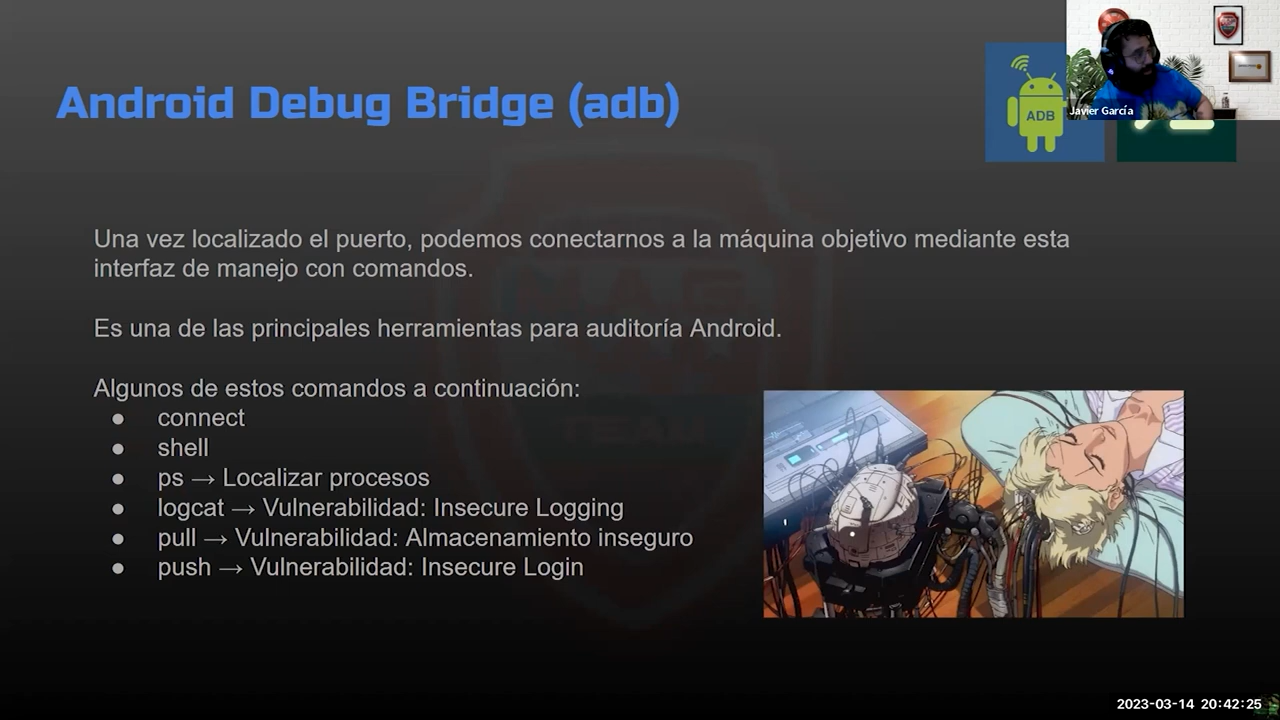 Android Debug Bridge (adb)
ADB
Javier García
Una vez localizado el puerto, podemos conectarnos a la máquina objetivo mediante esta
interfaz de manejo con comandos.
Es una de las principales herramientas para auditoría Android.
Algunos de estos comandos a continuación:
● connect
● shell
● ps → Localizar procesos
● logcat → Vulnerabilidad: Insecure Logging
● pull → Vulnerabilidad: Almacenamiento inseguro
● push → Vulnerabilidad: Insecure Login
TEAM
2023-03-14 20:42:25